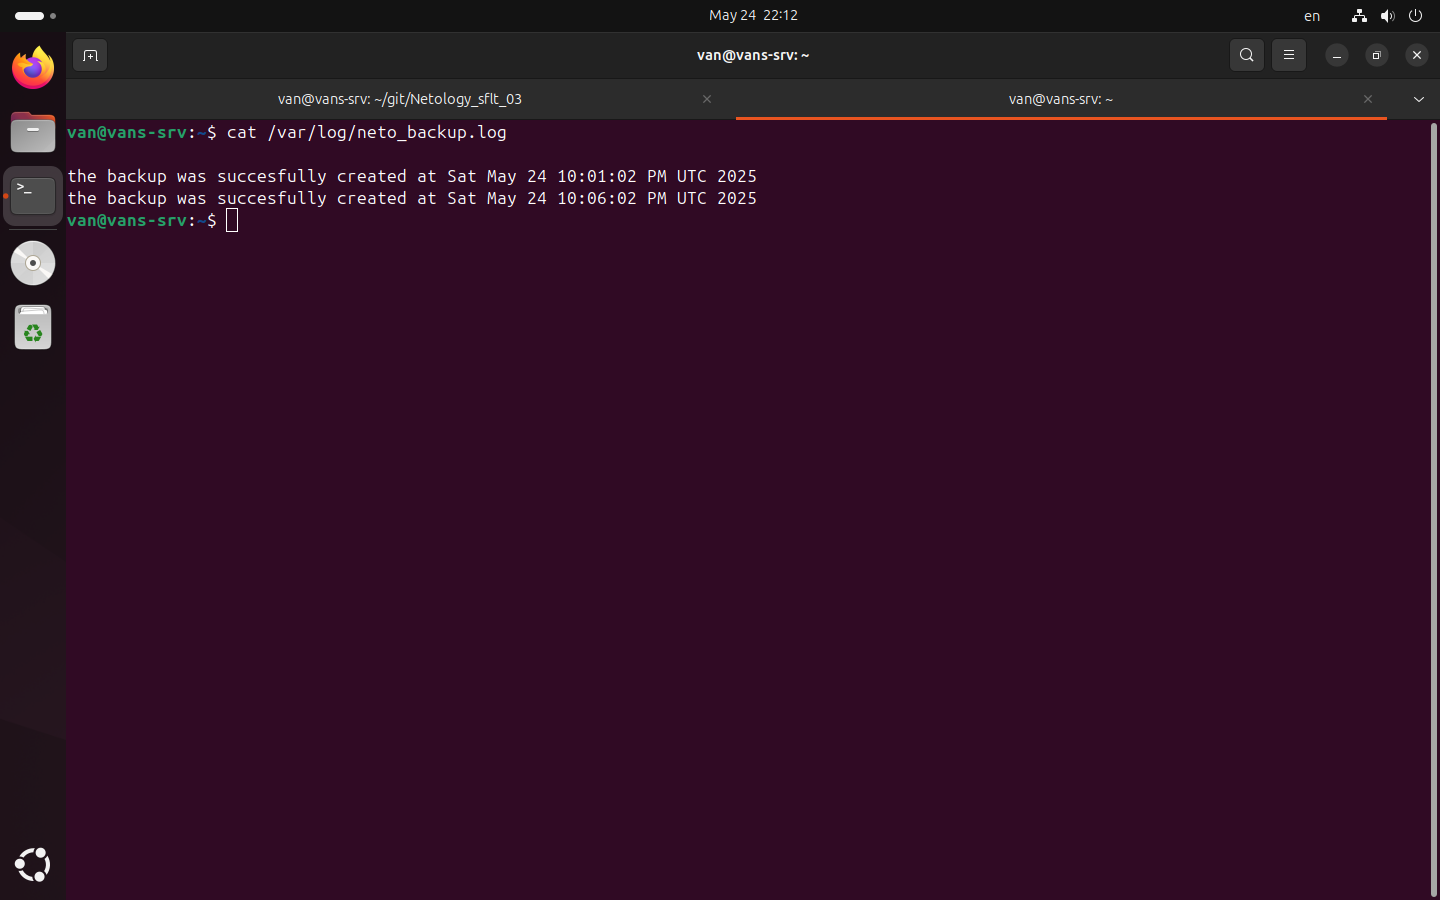 May 24 22:12
en
van@vans-srv: ~
van@vans-srv: ~/git/Netology_sflt_03
van@vans-srv: ~
van@vans-srv:~$ cat /var/log/neto_backup.log
the backup was succesfully created at Sat May 24 10:01:02 PM UTC 2025
the backup was succesfully created at Sat May 24 10:06:02 PM UTC 2025
van@vans-srv:~$
>_